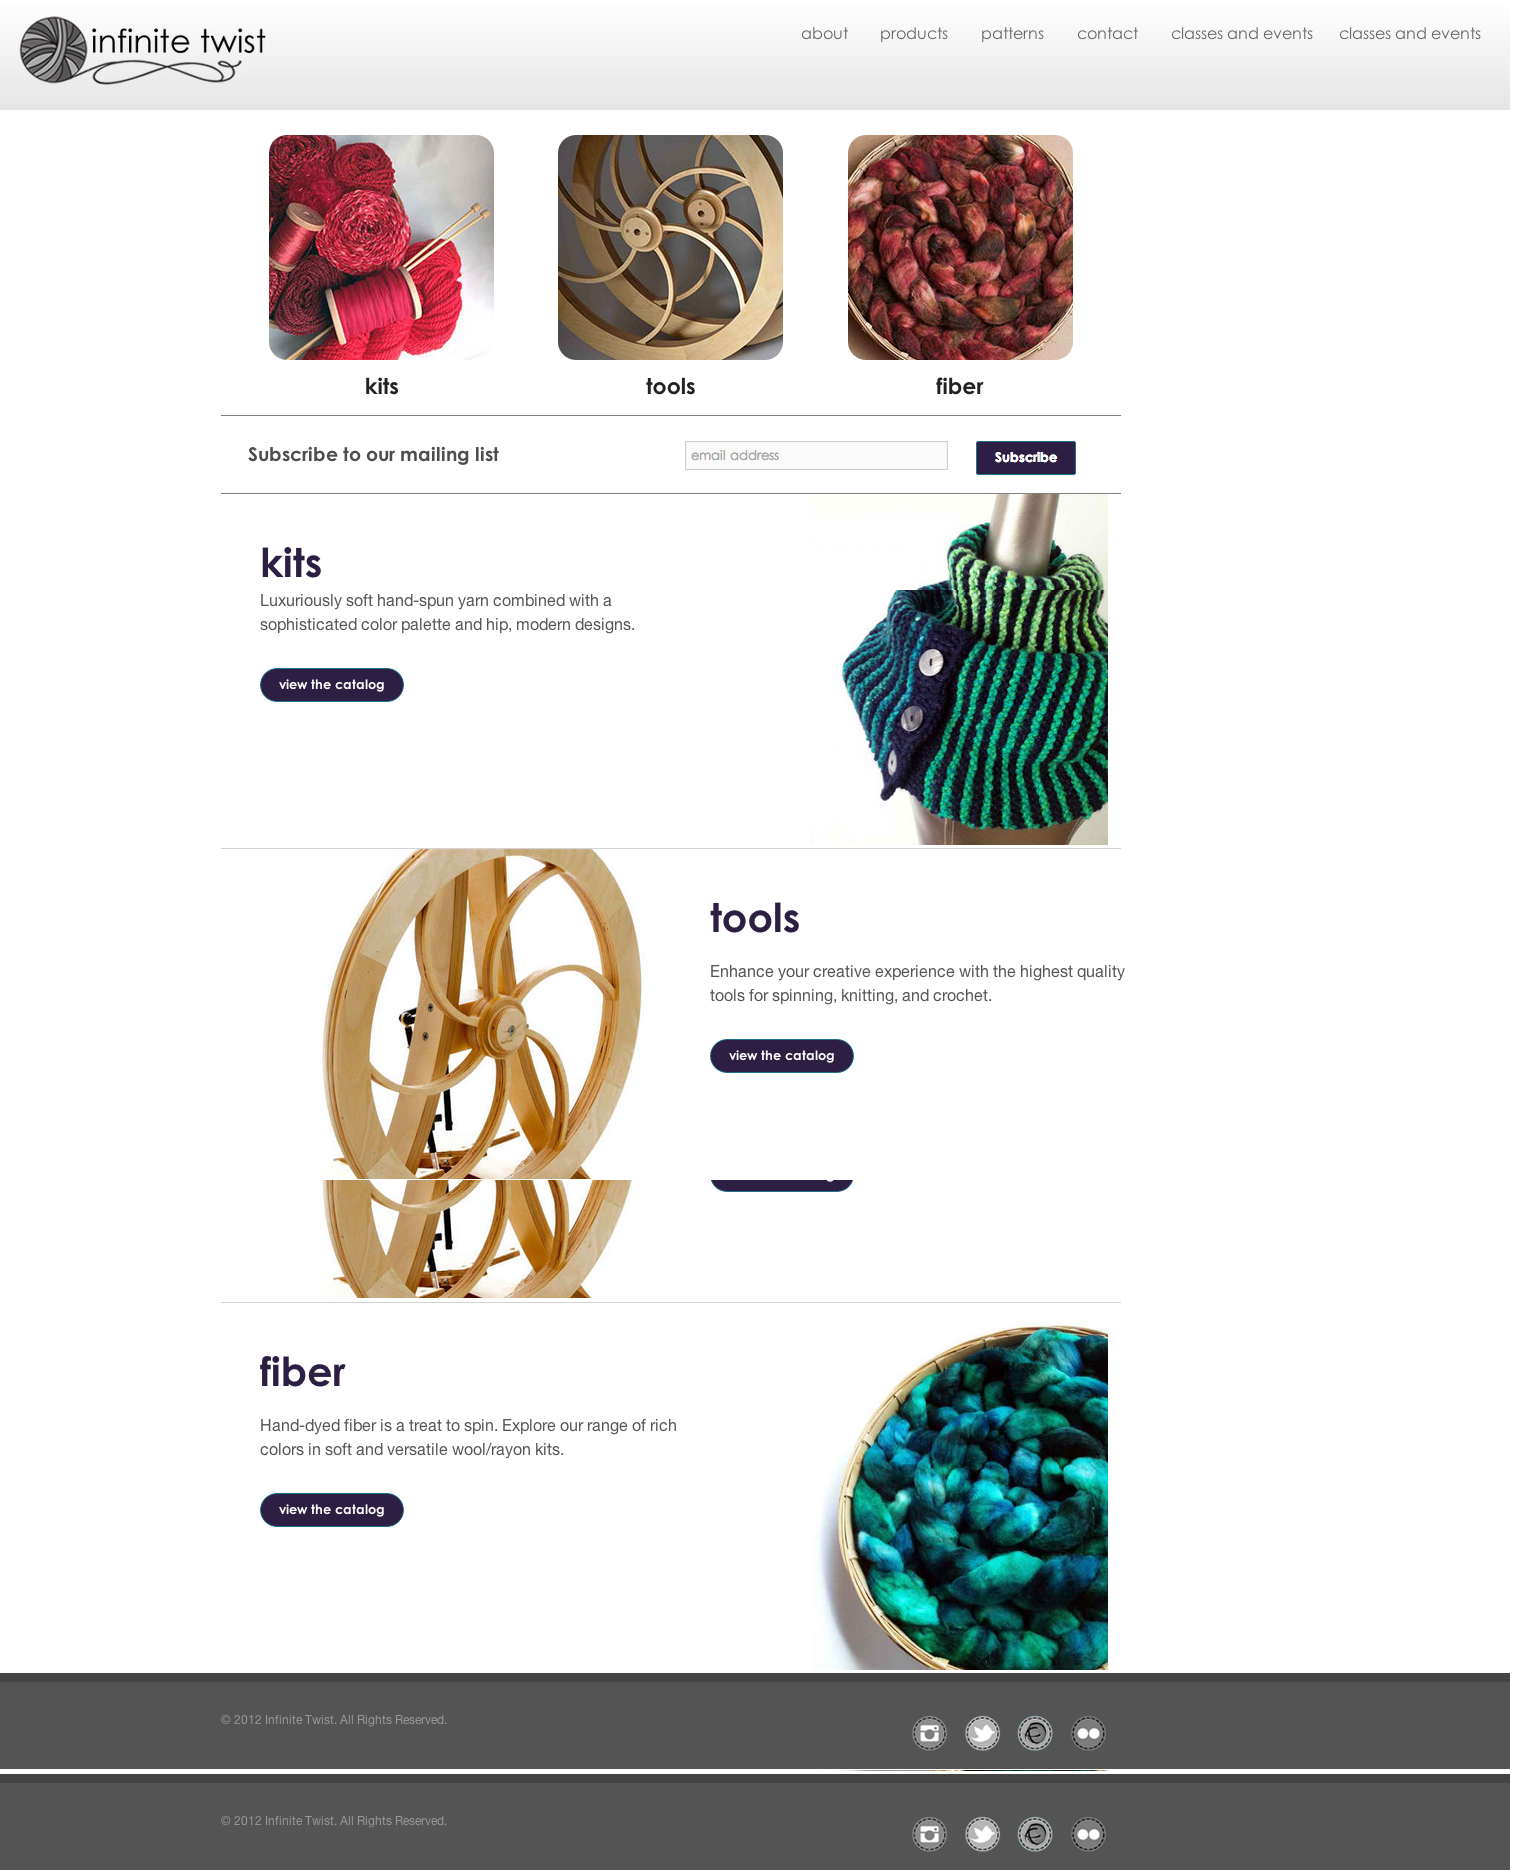 infinite twist
about products patterns contact classes and events classes and events
kits tools fiber
Subscribe to our mailing list email address Subscribe
kits
Luxuriously soft hand-spun yarn combined with a
sophisticated color palette and hip, modern designs.
view the catalog
tools
Enhance your creative experience with the highest quality
tools for spinning, knitting, and crochet.
view the catalog
fiber
Hand-dyed fiber is a treat to spin. Explore our range of rich
colors in soft and versatile wool/rayon kits.
view the catalog
© 2012 Infinite Twist. All Rights Reserved.
© 2012 Infinite Twist. All Rights Reserved.